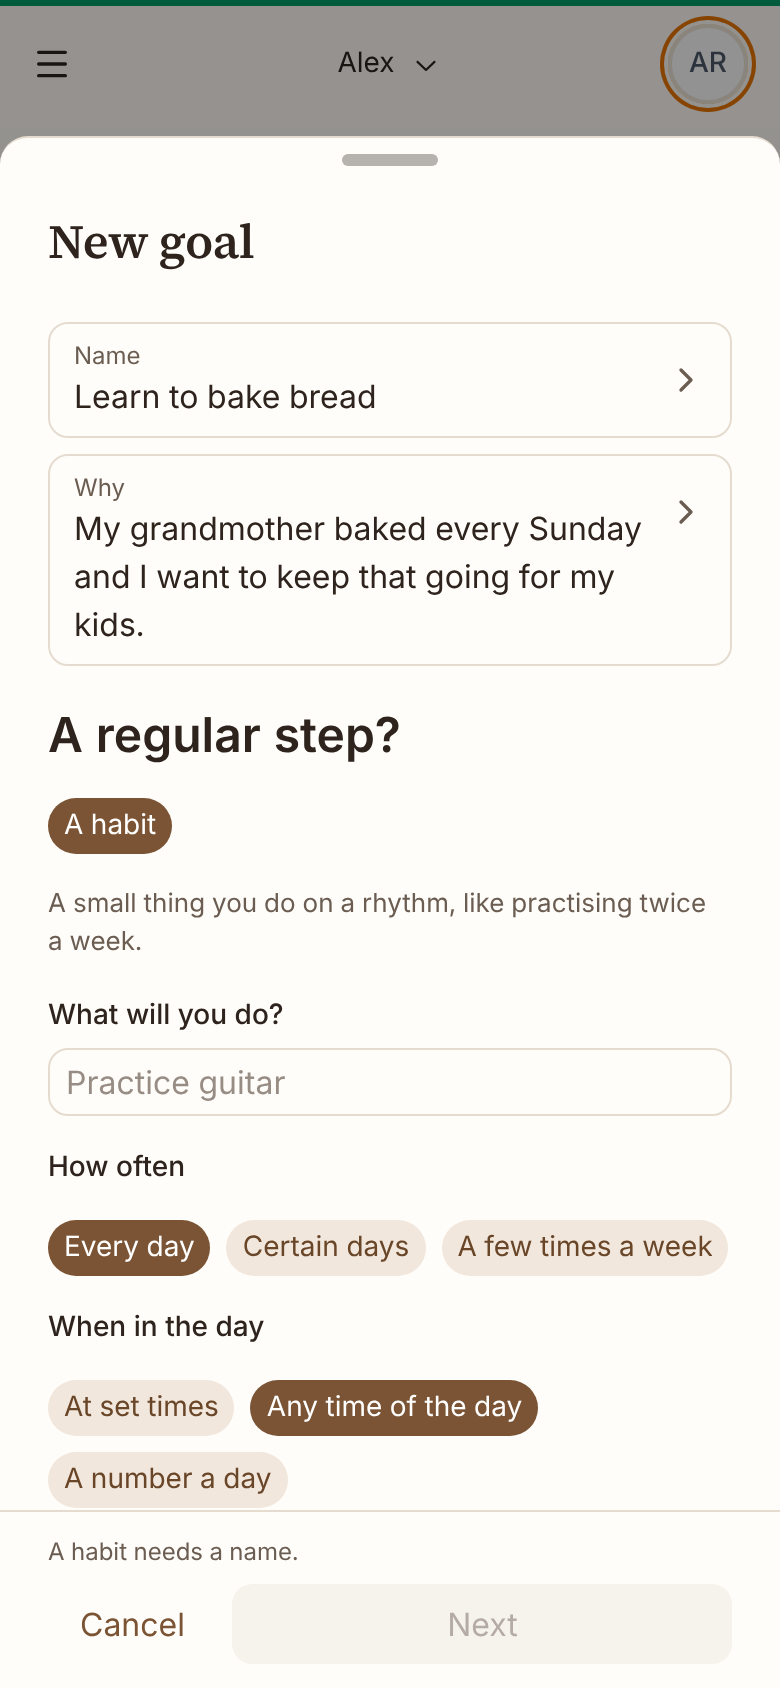 Alex
AR
New goal
Name
Learn to bake bread
Why
My grandmother baked every Sunday
and I want to keep that going for my
kids.
A regular step?
A habit
A small thing you do on a rhythm, like practising twice
a week.
What will you do?
Practice guitar
How often
Every day
Certain days
A few times a week
When in the day
At set times
Any time of the day
A number a day
A habit needs a name.
Cancel
Next